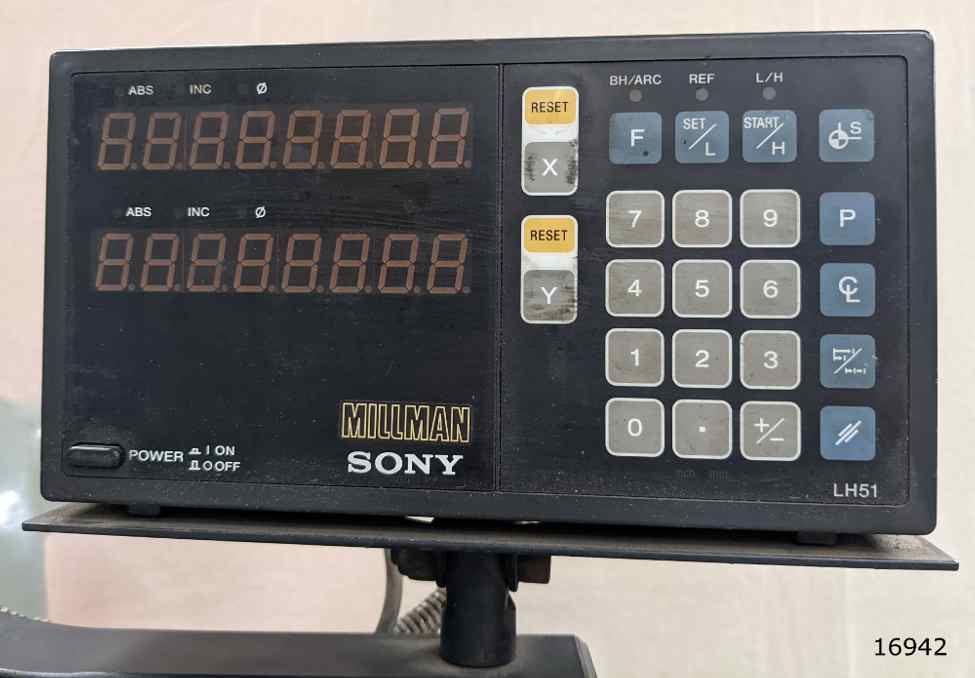 ABS INC Ø
ABS INC Ø
RESET
X
RESET
Y
BH/ARC REF L/H
F SET/L START/H LS
7 8 9 P
4 5 6 ℄
1 2 3
0 . +/−
MILLMAN
SONY
POWER I ON
O OFF
LH51
16942